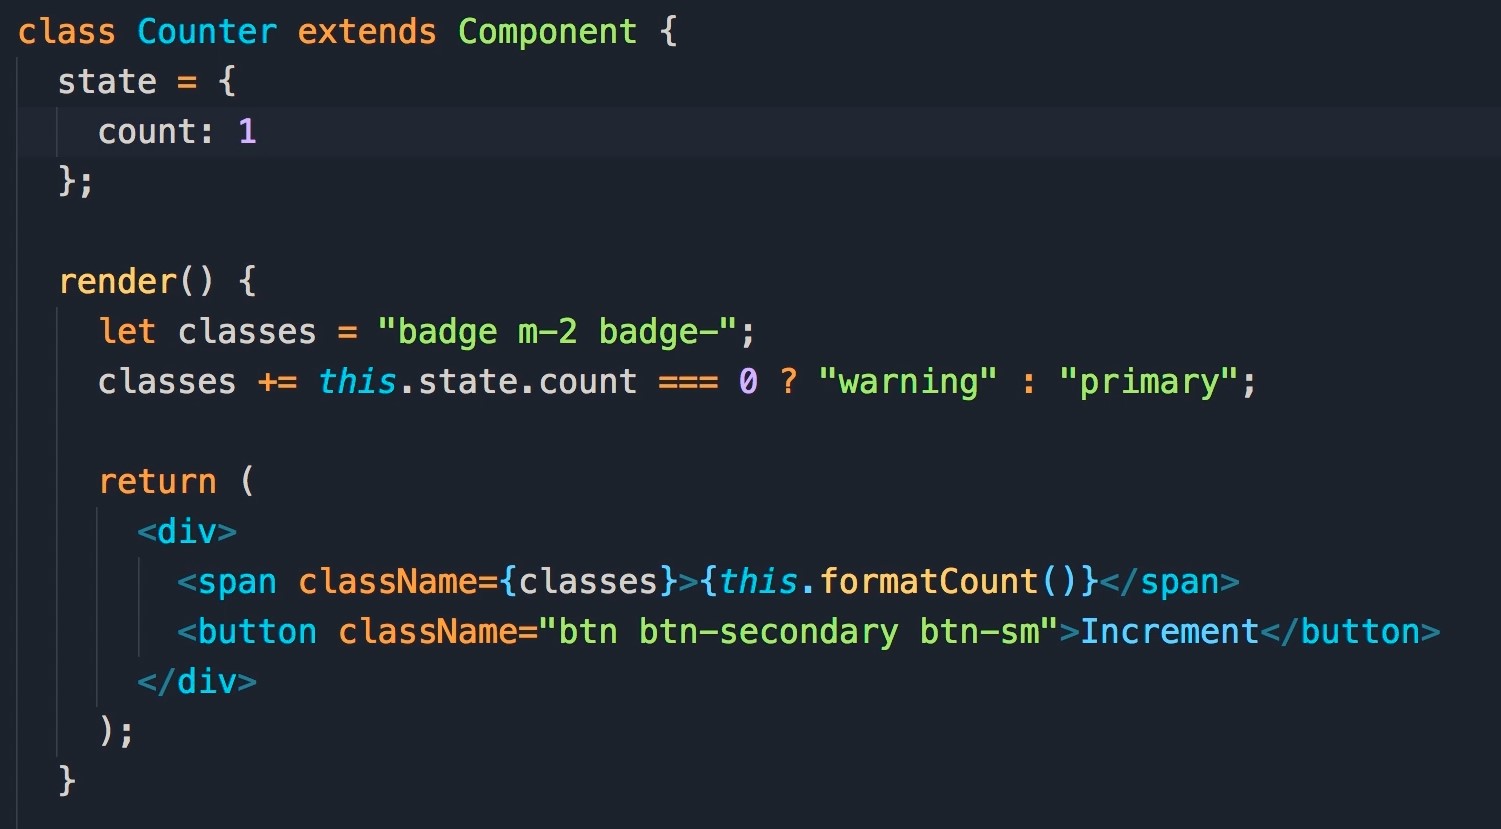 class Counter extends Component {
  state = {
    count: 1
  };

  render() {
    let classes = "badge m-2 badge-";
    classes += this.state.count === 0 ? "warning" : "primary";

    return (
      <div>
        <span className={classes}>{this.formatCount()}</span>
        <button className="btn btn-secondary btn-sm">Increment</button>
      </div>
    );
  }